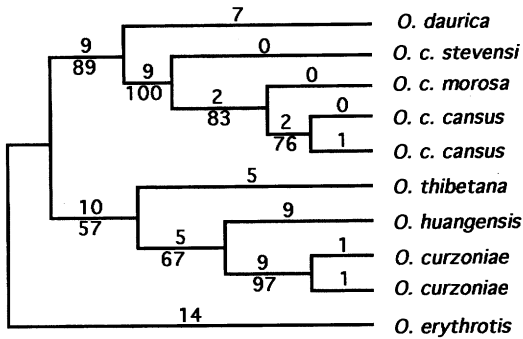 7 O. daurica
9
89
0 O. c. stevensi
9
100
0 O. c. morosa
2
83
0 O. c. cansus
2
76
1 O. c. cansus
5 O. thibetana
10
57
9 O. huangensis
5
67
1 O. curzoniae
9
97
1 O. curzoniae
14 O. erythrotis